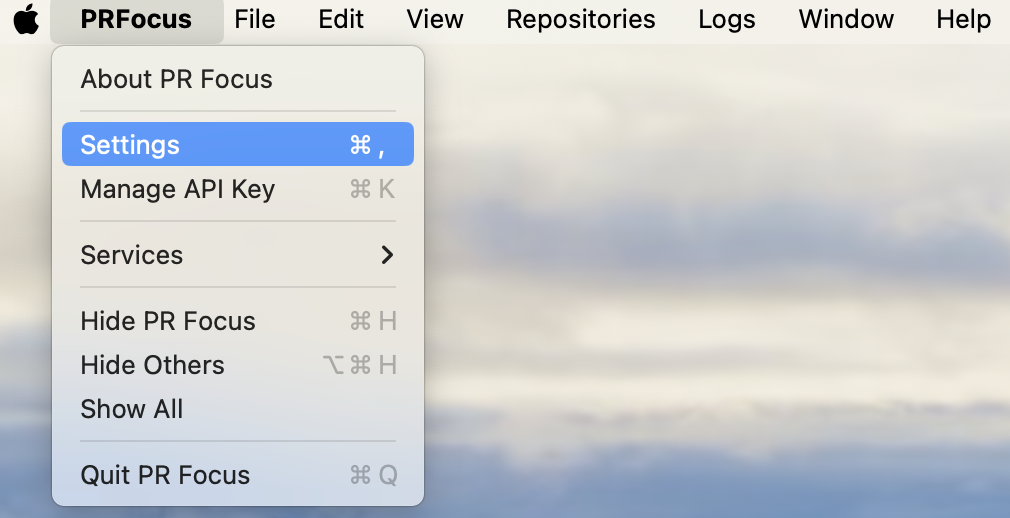 PRFocus File Edit View Repositories Logs Window Help
About PR Focus
Settings ⌘ ,
Manage API Key ⌘ K
Services
Hide PR Focus ⌘ H
Hide Others ⌥ ⌘ H
Show All
Quit PR Focus ⌘ Q